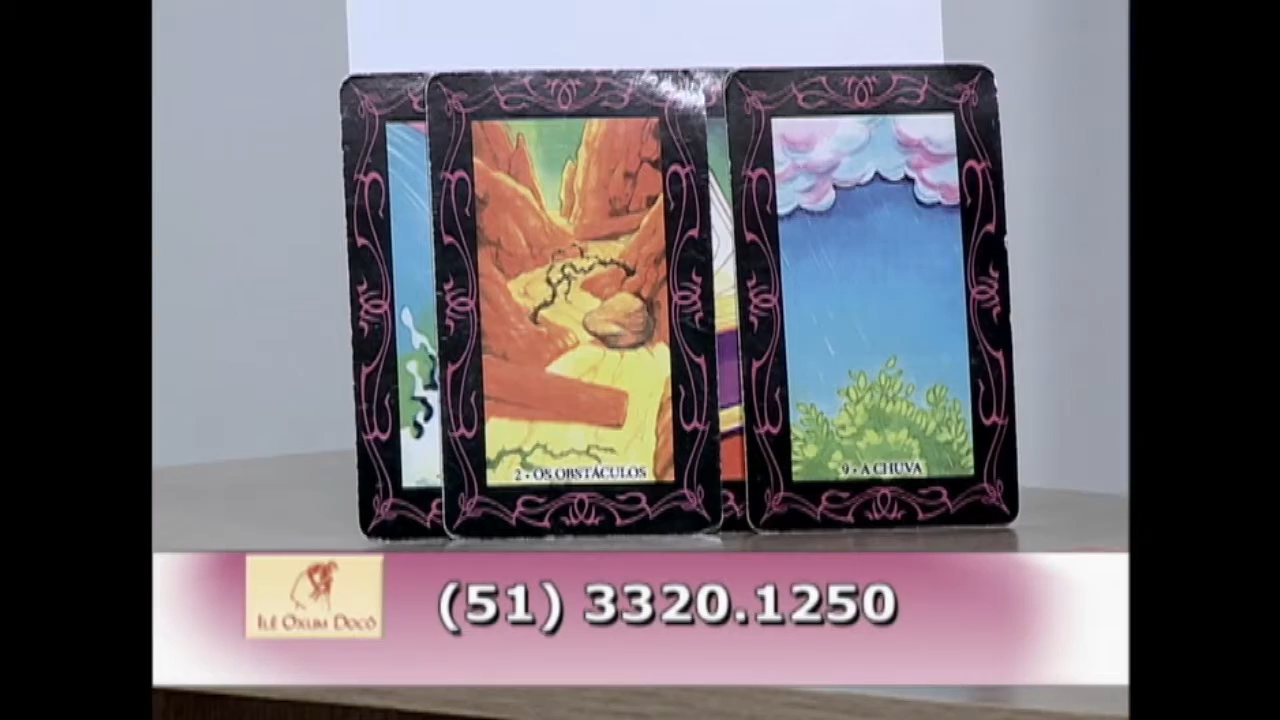 2 • OS OBSTÁCULOS
9 • A CHUVA
ILÊ OXUM DOCÔ
(51) 3320.1250